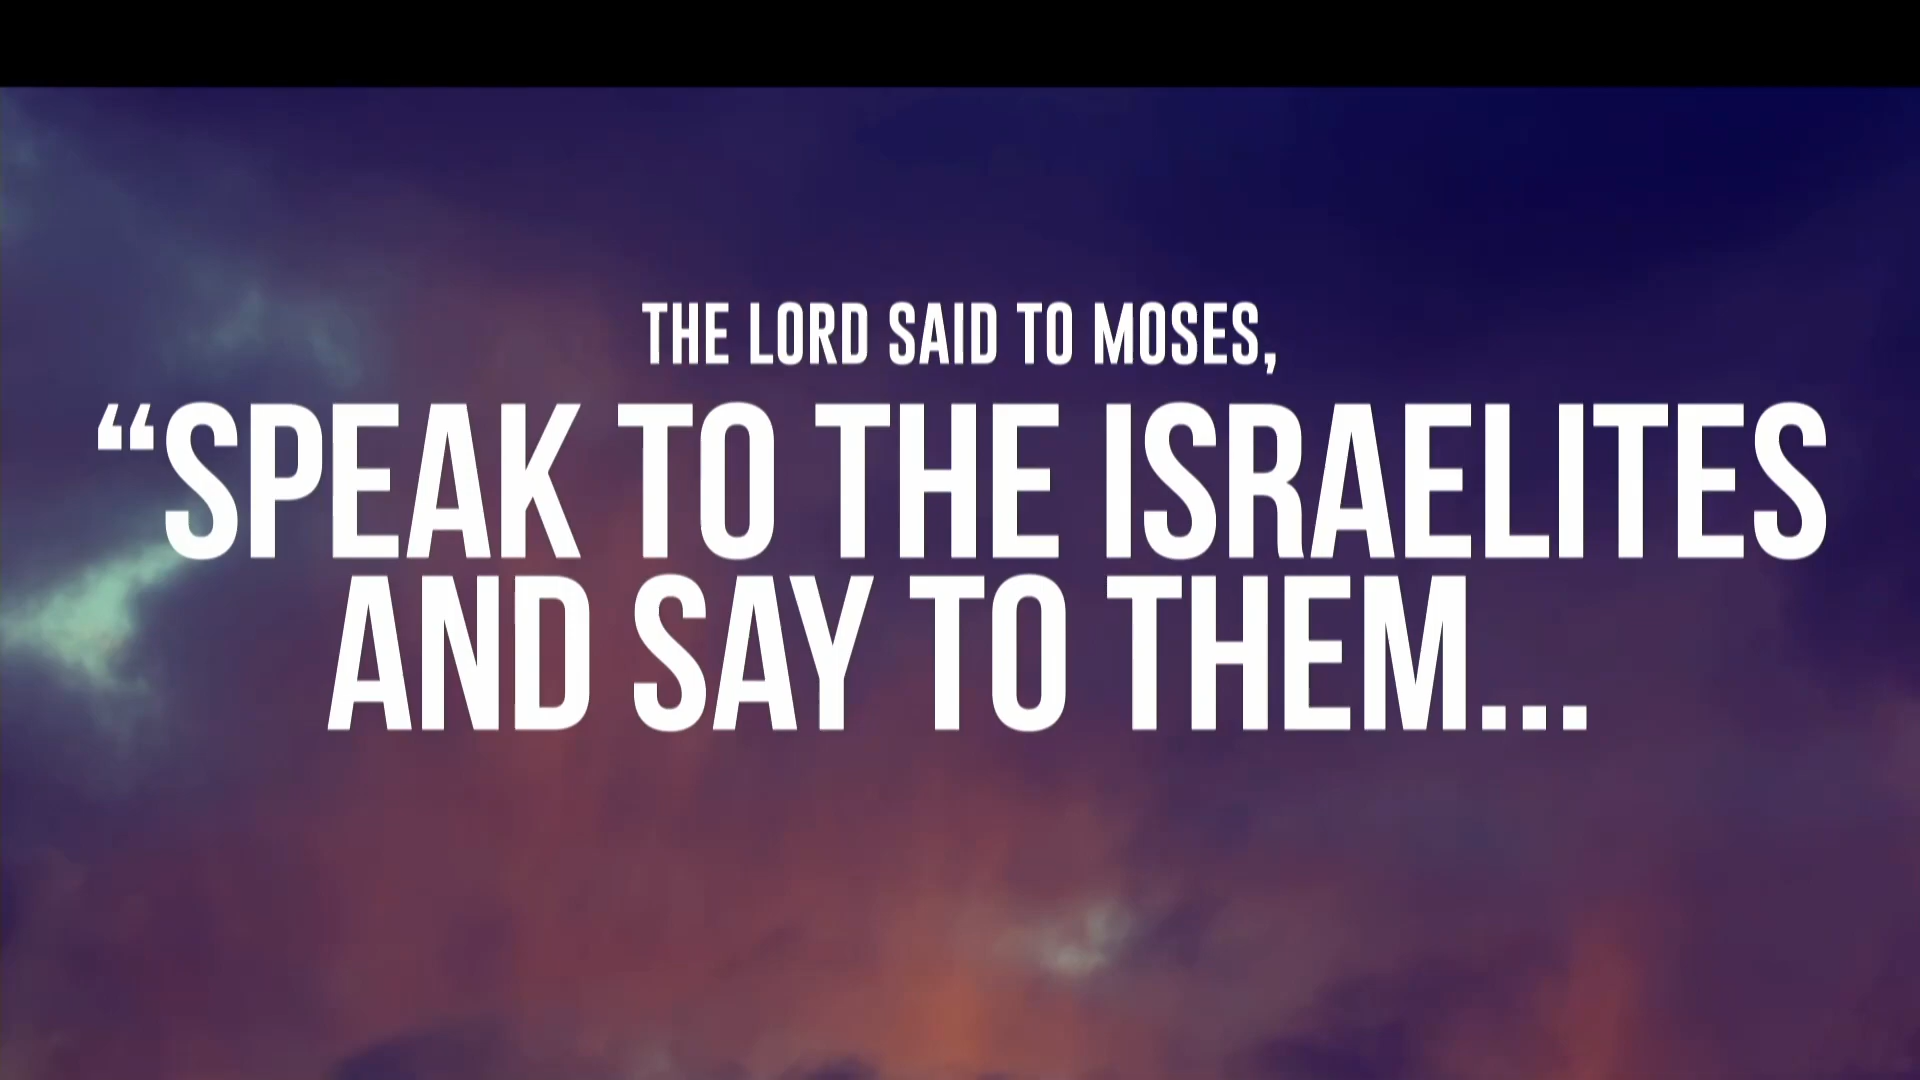 THE LORD SAID TO MOSES,
“SPEAK TO THE ISRAELITES
AND SAY TO THEM...